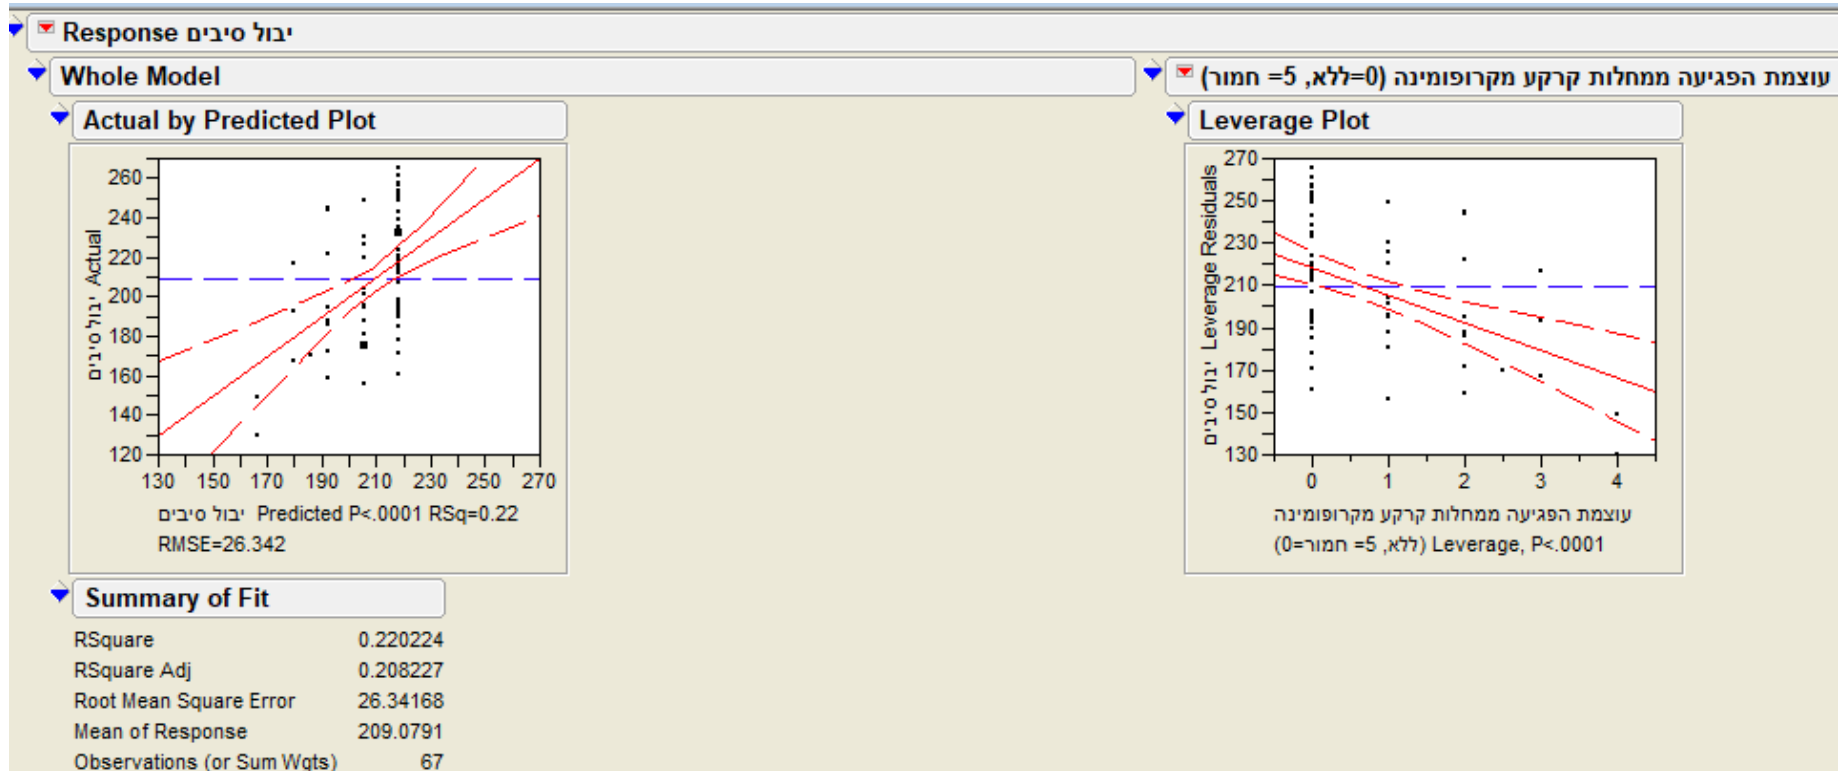 Response יבול סיבים
Whole Model
עוצמת הפגיעה ממחלות קרקע מקרופומינה (0=ללא, 5= חמור)
Actual by Predicted Plot
Leverage Plot
יבול סיבים Actual
260
240
220
200
180
160
140
120
130 150 170 190 210 230 250 270
יבול סיבים Predicted P<.0001 RSq=0.22
RMSE=26.342
יבול סיבים Leverage Residuals
270
250
230
210
190
170
150
130
0 1 2 3 4
עוצמת הפגיעה ממחלות קרקע מקרופומינה
(0=ללא, 5= חמור) Leverage, P<.0001
Summary of Fit
RSquare 0.220224
RSquare Adj 0.208227
Root Mean Square Error 26.34168
Mean of Response 209.0791
Observations (or Sum Wgts) 67